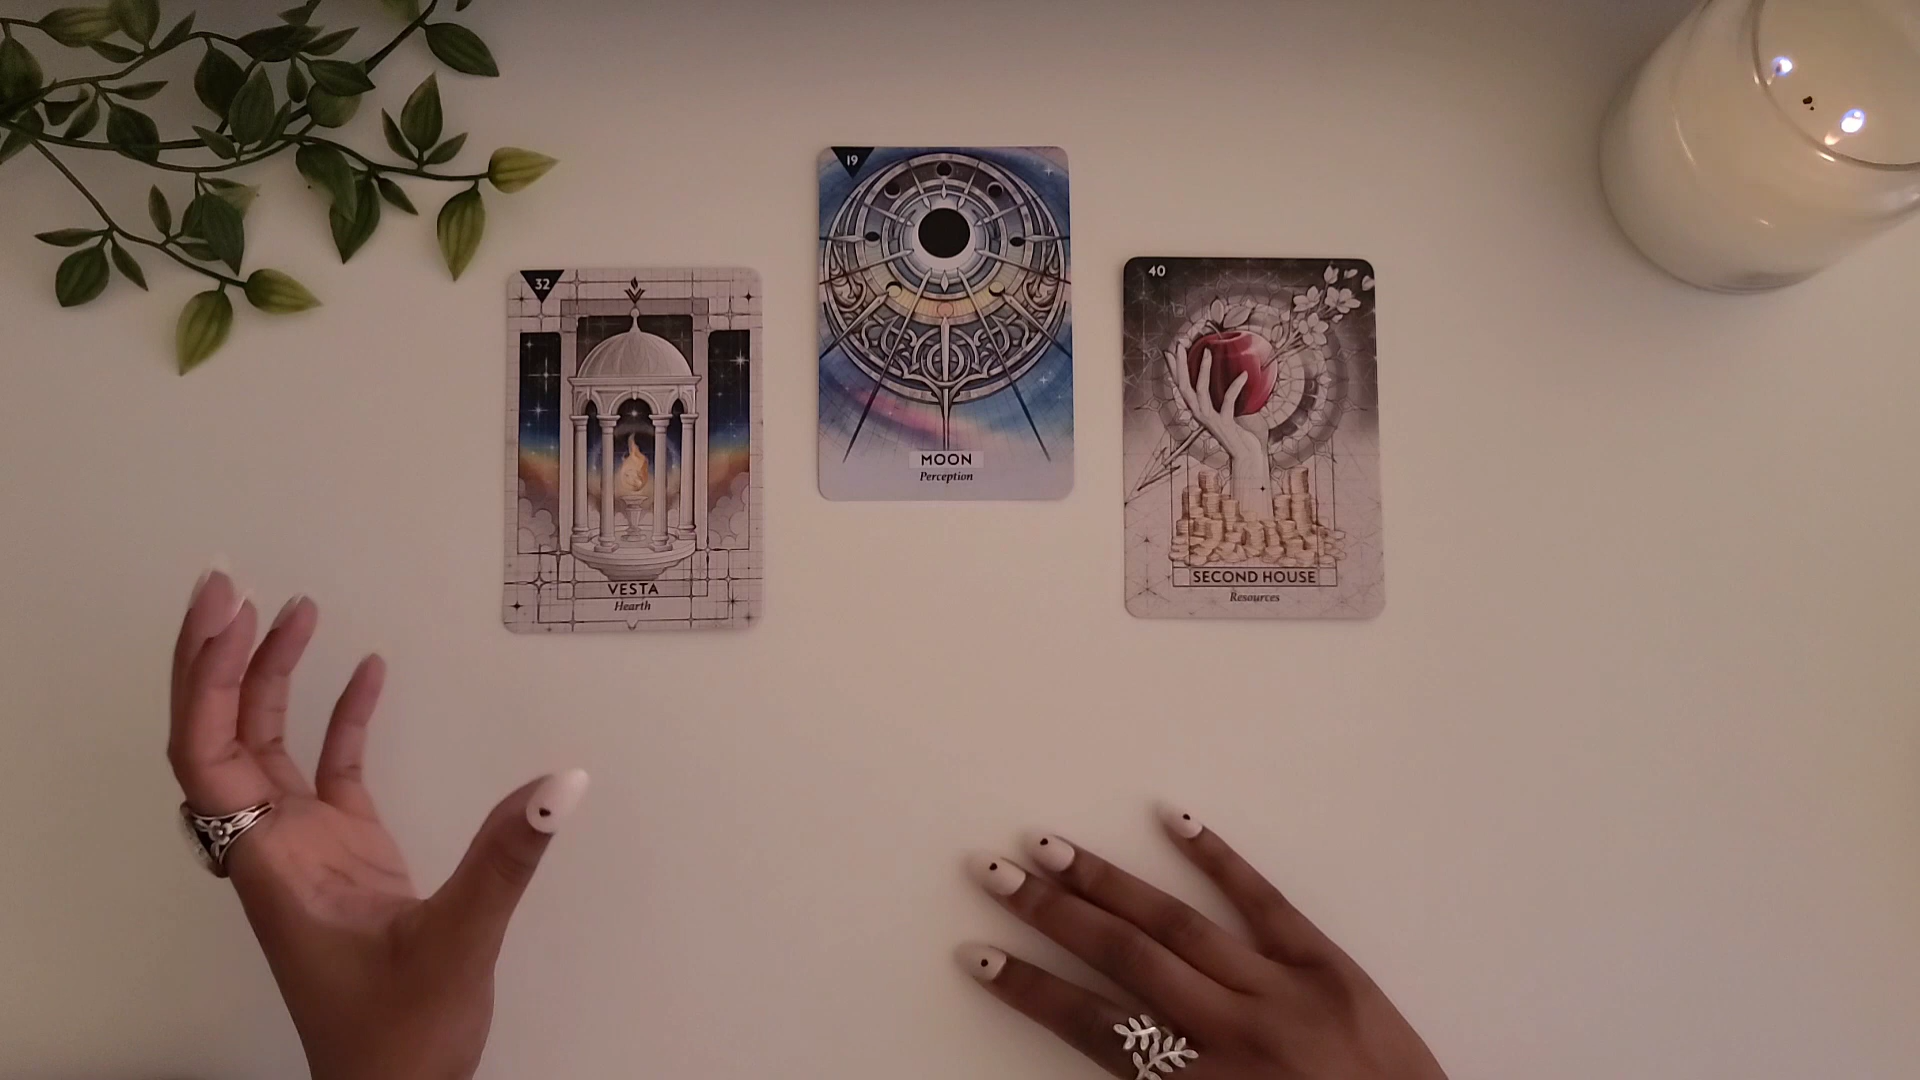 32
VESTA
Hearth
19
MOON
Perception
40
SECOND HOUSE
Resources